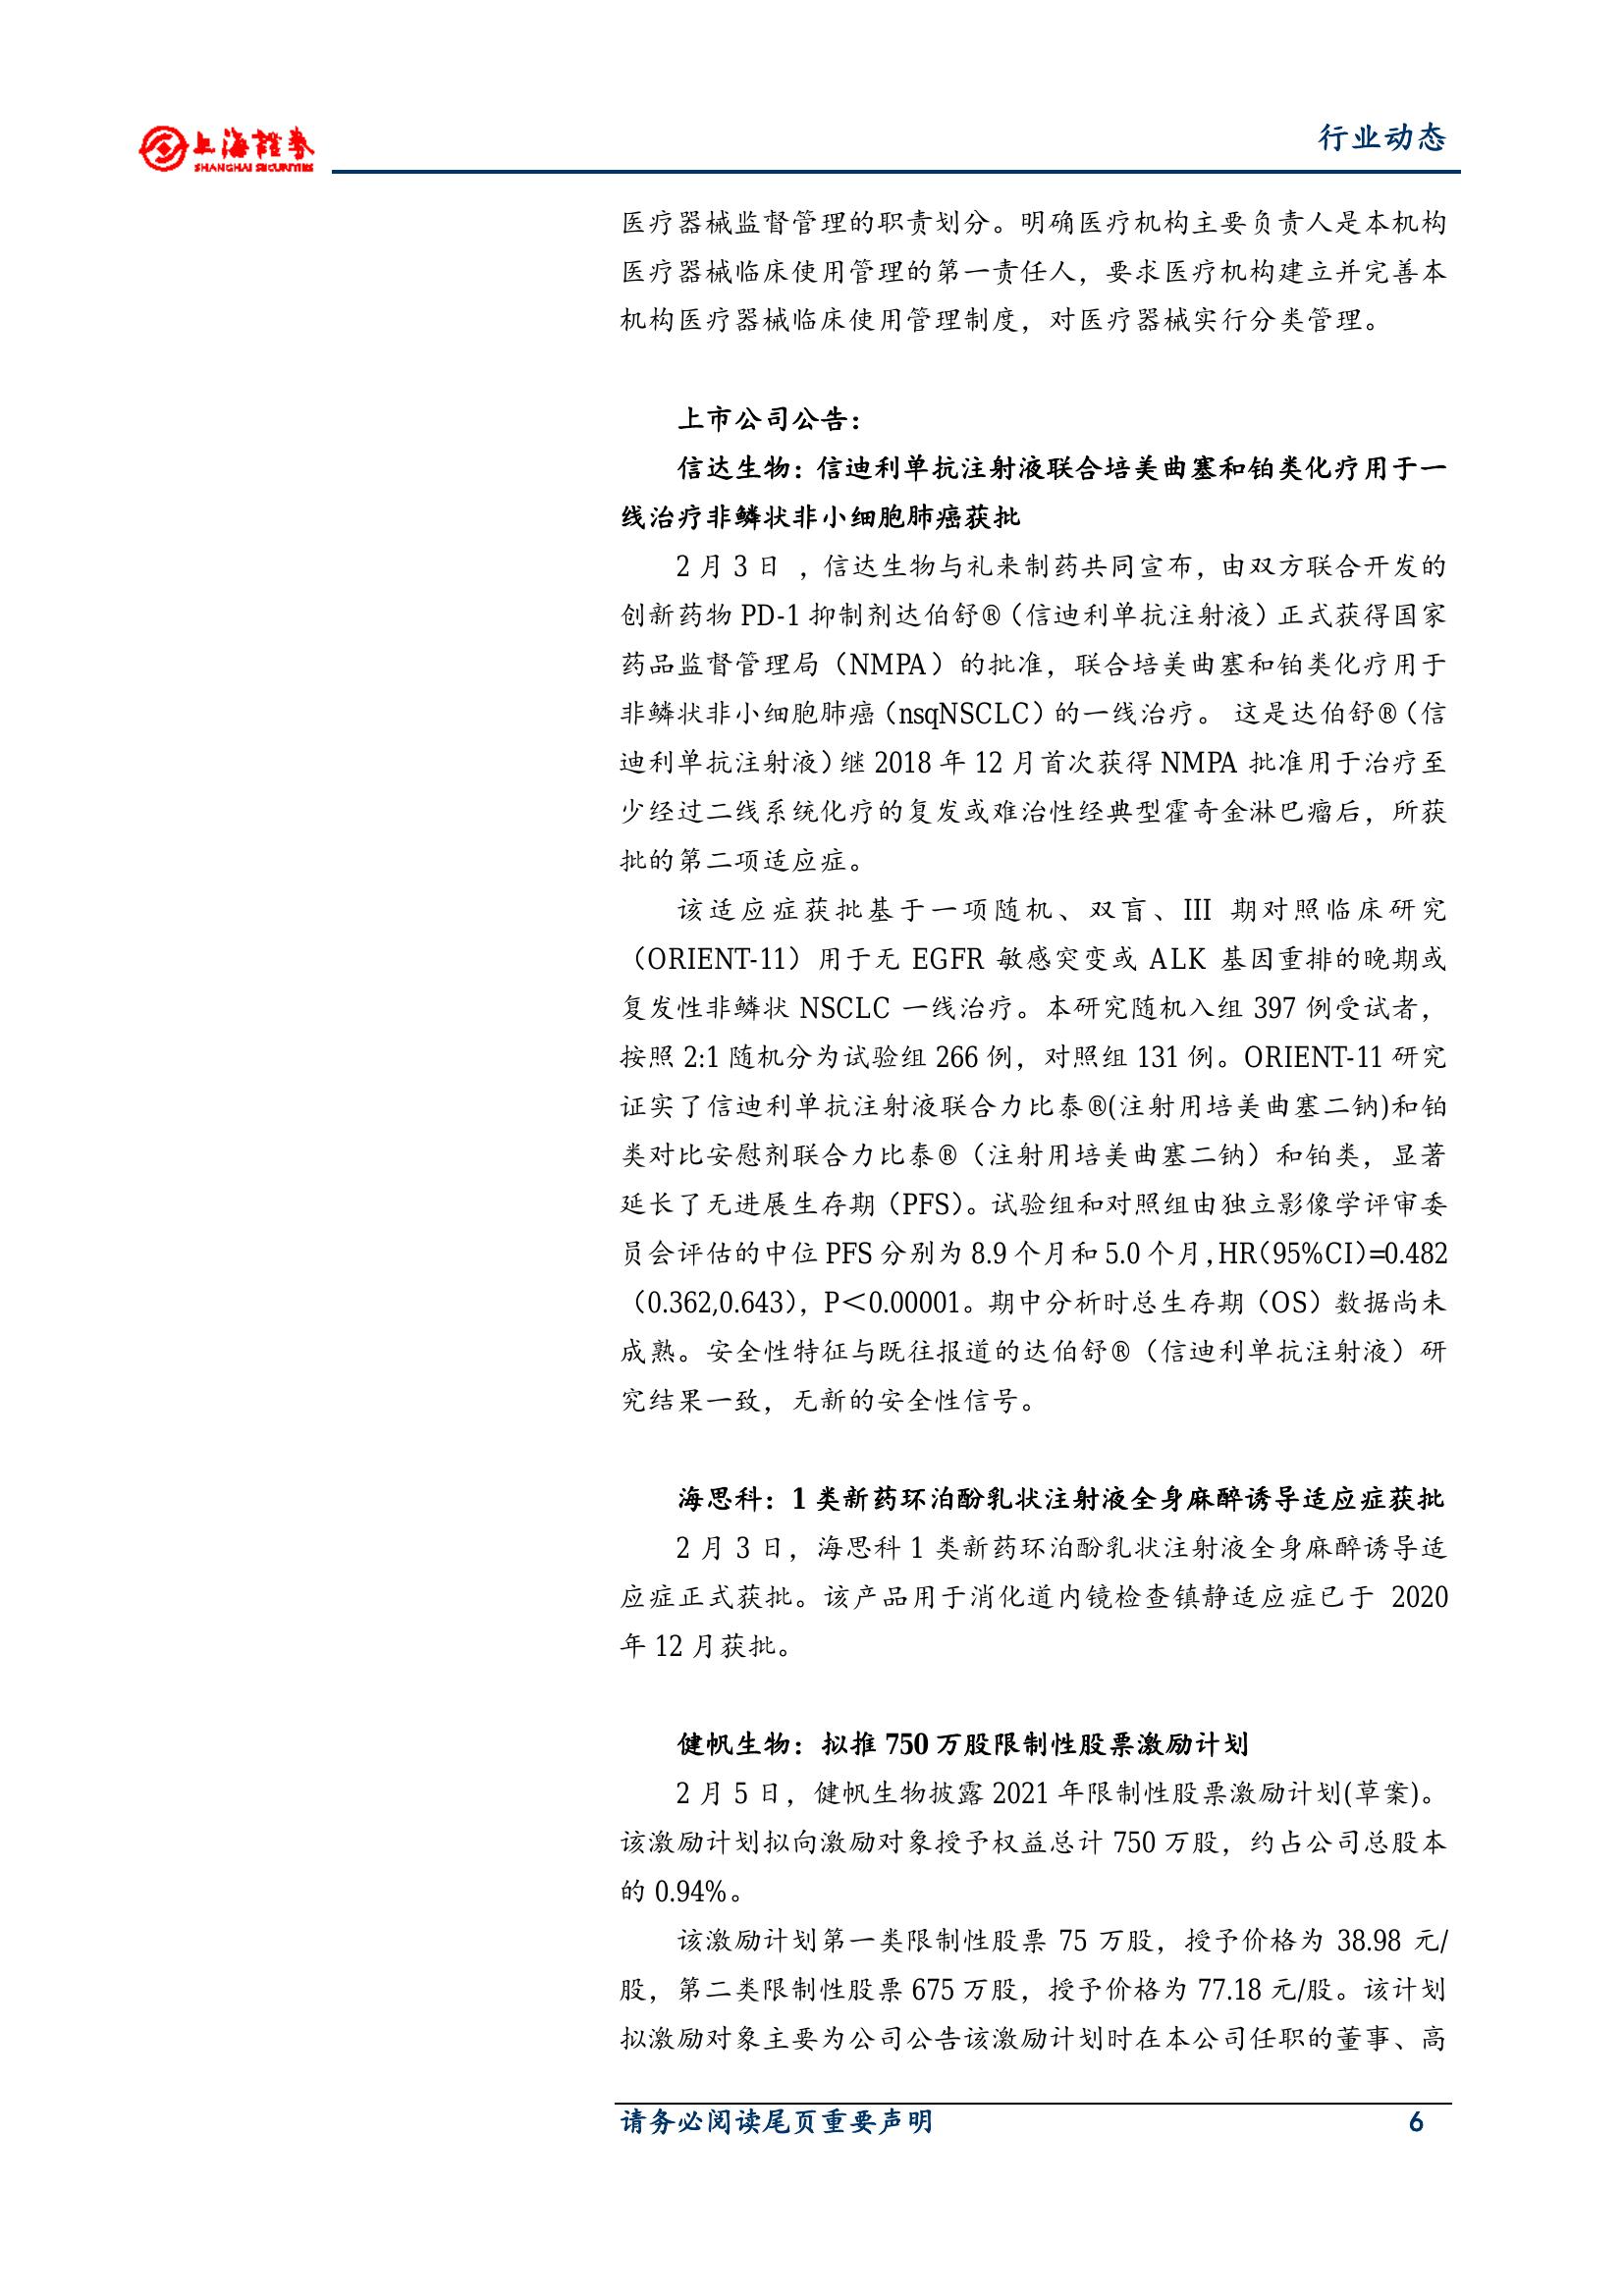 上海證券
SHANGHAI SECURITIES
行业动态
医疗器械监督管理的职责划分。明确医疗机构主要负责人是本机构
医疗器械临床使用管理的第一责任人，要求医疗机构建立并完善本
机构医疗器械临床使用管理制度，对医疗器械实行分类管理。
上市公司公告：
信达生物：信迪利单抗注射液联合培美曲塞和铂类化疗用于一
线治疗非鳞状非小细胞肺癌获批
2 月 3 日 ，信达生物与礼来制药共同宣布，由双方联合开发的
创新药物 PD-1 抑制剂达伯舒®（信迪利单抗注射液）正式获得国家
药品监督管理局（NMPA）的批准，联合培美曲塞和铂类化疗用于
非鳞状非小细胞肺癌（nsqNSCLC）的一线治疗。 这是达伯舒®（信
迪利单抗注射液）继 2018 年 12 月首次获得 NMPA 批准用于治疗至
少经过二线系统化疗的复发或难治性经典型霍奇金淋巴瘤后，所获
批的第二项适应症。
该适应症获批基于一项随机、双盲、III 期对照临床研究
（ORIENT-11）用于无 EGFR 敏感突变或 ALK 基因重排的晚期或
复发性非鳞状 NSCLC 一线治疗。本研究随机入组 397 例受试者，
按照 2:1 随机分为试验组 266 例，对照组 131 例。ORIENT-11 研究
证实了信迪利单抗注射液联合力比泰®(注射用培美曲塞二钠)和铂
类对比安慰剂联合力比泰®（注射用培美曲塞二钠）和铂类，显著
延长了无进展生存期（PFS）。试验组和对照组由独立影像学评审委
员会评估的中位 PFS 分别为 8.9 个月和 5.0 个月，HR（95%CI）=0.482
（0.362,0.643），P＜0.00001。期中分析时总生存期（OS）数据尚未
成熟。安全性特征与既往报道的达伯舒®（信迪利单抗注射液）研
究结果一致，无新的安全性信号。
海思科：1 类新药环泊酚乳状注射液全身麻醉诱导适应症获批
2 月 3 日，海思科 1 类新药环泊酚乳状注射液全身麻醉诱导适
应症正式获批。该产品用于消化道内镜检查镇静适应症已于 2020
年 12 月获批。
健帆生物：拟推 750 万股限制性股票激励计划
2 月 5 日，健帆生物披露 2021 年限制性股票激励计划(草案)。
该激励计划拟向激励对象授予权益总计 750 万股，约占公司总股本
的 0.94%。
该激励计划第一类限制性股票 75 万股，授予价格为 38.98 元/
股，第二类限制性股票 675 万股，授予价格为 77.18 元/股。该计划
拟激励对象主要为公司公告该激励计划时在本公司任职的董事、高
请务必阅读尾页重要声明 6